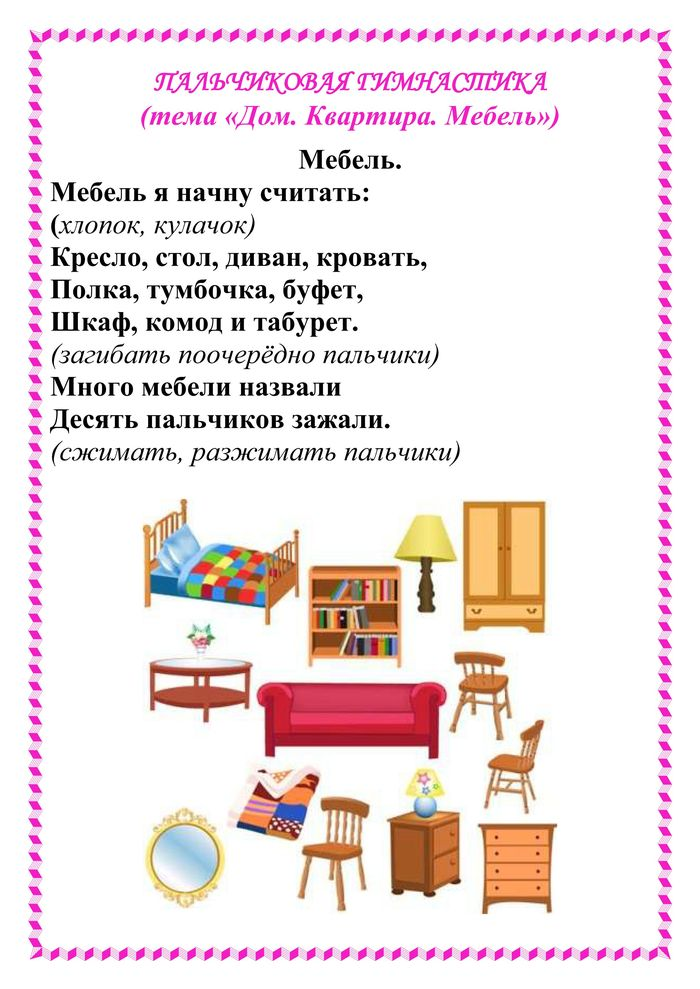 ПАЛЬЧИКОВАЯ ГИМНАСТИКА
(тема «Дом. Квартира. Мебель»)
Мебель.
Мебель я начну считать:
(хлопок, кулачок)
Кресло, стол, диван, кровать,
Полка, тумбочка, буфет,
Шкаф, комод и табурет.
(загибать поочерёдно пальчики)
Много мебели назвали
Десять пальчиков зажали.
(сжимать, разжимать пальчики)